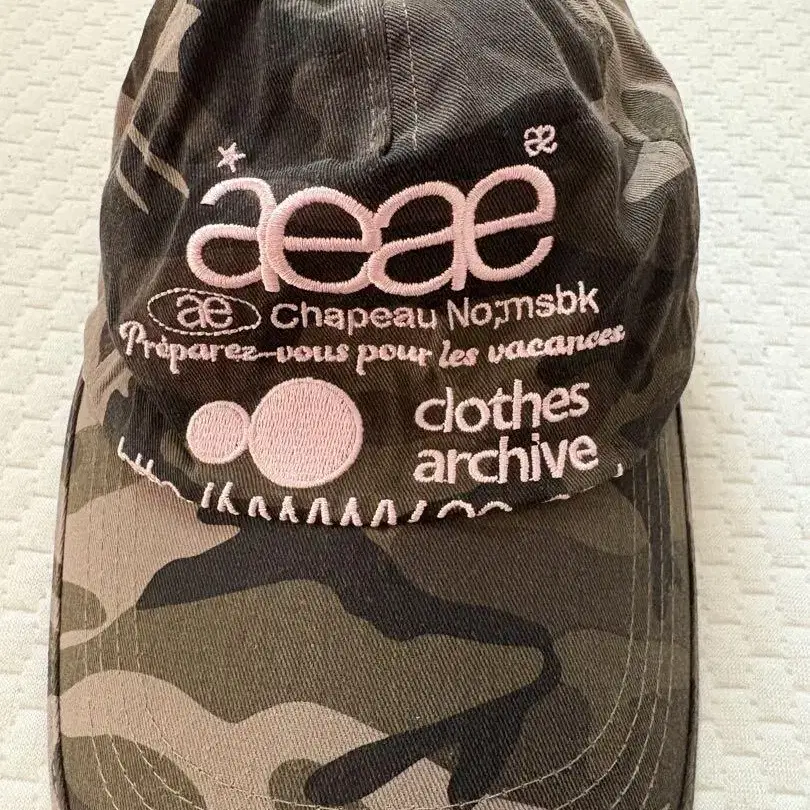 æ
aeae
ae Chapeau No;msbk
Préparez-vous pour les vacances
clothes
archive